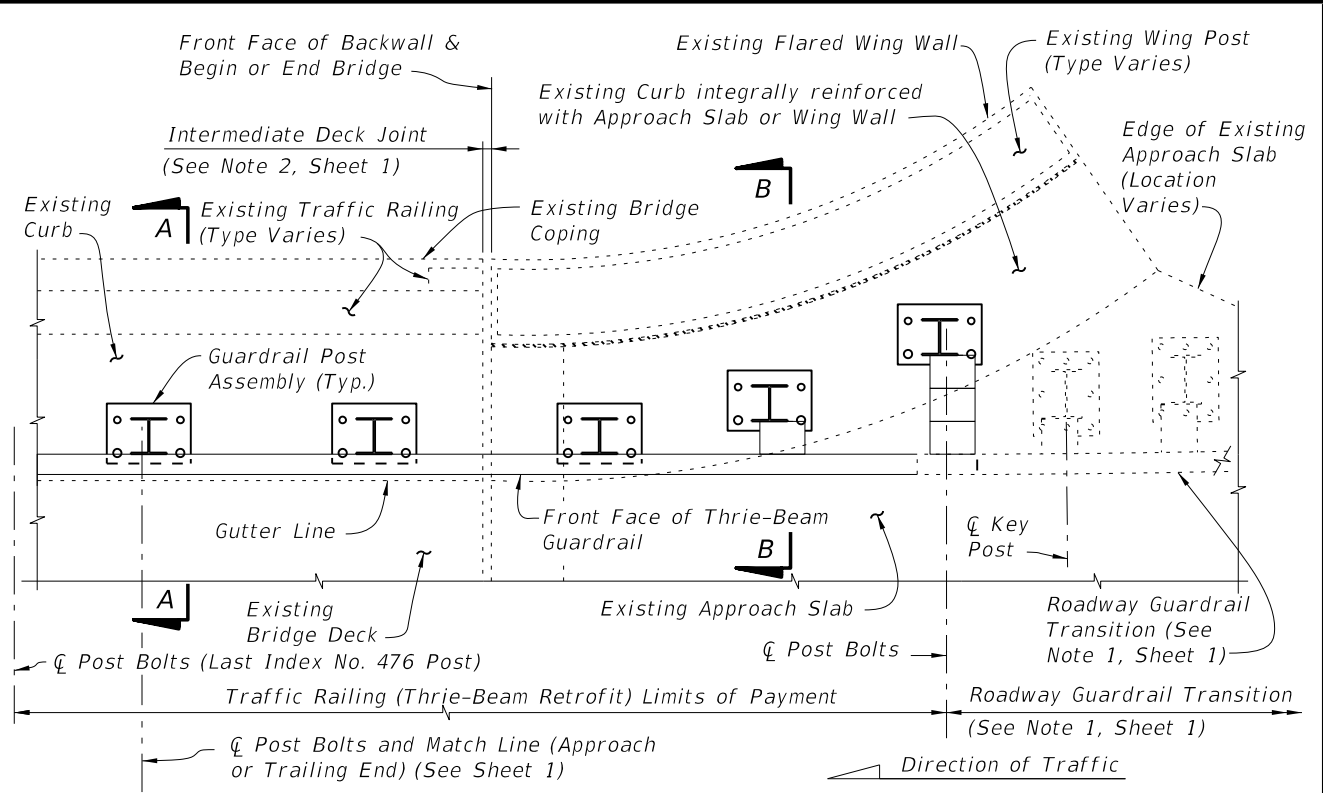 Front Face of Backwall &
Begin or End Bridge
Existing Flared Wing Wall
Existing Wing Post
(Type Varies)
Existing Curb integrally reinforced
with Approach Slab or Wing Wall
Intermediate Deck Joint
(See Note 2, Sheet 1)
Edge of Existing
Approach Slab
(Location
Varies)
B
Existing
Curb
A
Existing Traffic Railing
(Type Varies)
Existing Bridge
Coping
Guardrail Post
Assembly (Typ.)
Gutter Line
Front Face of Thrie-Beam
Guardrail
B
℄ Key
Post
A
Existing
Bridge Deck
Existing Approach Slab
Roadway Guardrail
Transition (See
Note 1, Sheet 1)
℄ Post Bolts (Last Index No. 476 Post)
℄ Post Bolts
Traffic Railing (Thrie-Beam Retrofit) Limits of Payment
Roadway Guardrail Transition
(See Note 1, Sheet 1)
℄ Post Bolts and Match Line (Approach
or Trailing End) (See Sheet 1)
Direction of Traffic